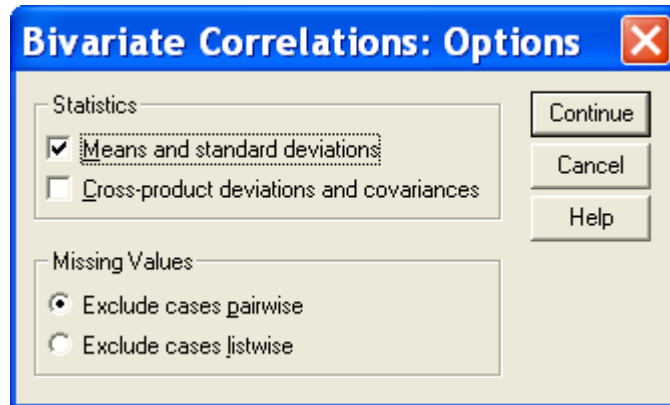 Bivariate Correlations: Options
Statistics
Means and standard deviations
Cross-product deviations and covariances
Continue
Cancel
Help
Missing Values
Exclude cases pairwise
Exclude cases listwise